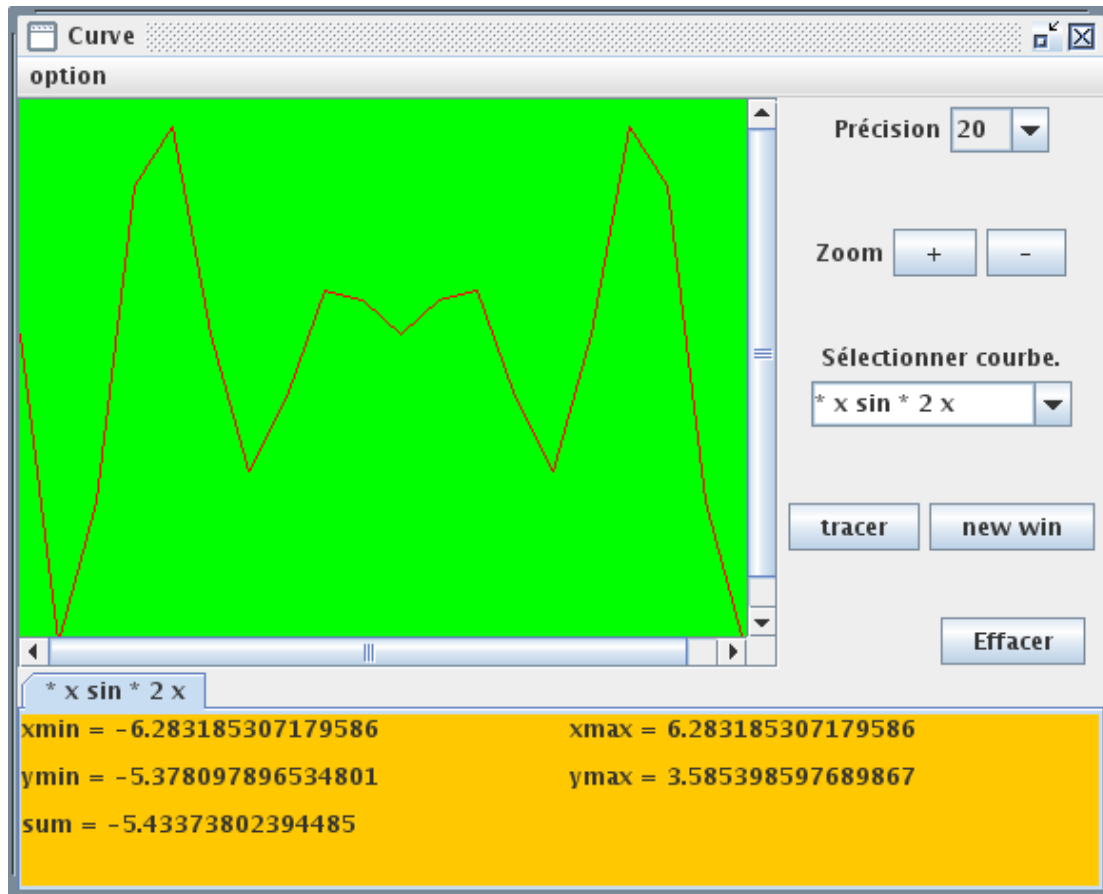 Curve
option
Précision 20
Zoom + -
Sélectionner courbe.
* x sin * 2 x
tracer new win
Effacer
* x sin * 2 x
xmin = -6.283185307179586 xmax = 6.283185307179586
ymin = -5.378097896534801 ymax = 3.585398597689867
sum = -5.43373802394485